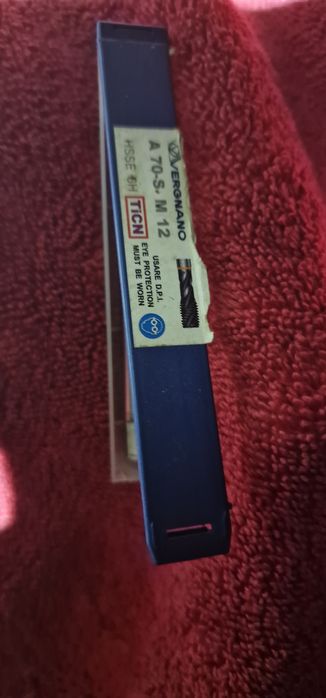 VERGNANO
A 70-S. M 12
HSSE 6H TiCN
USARE D.P.I.
EYE PROTECTION
MUST BE WORN